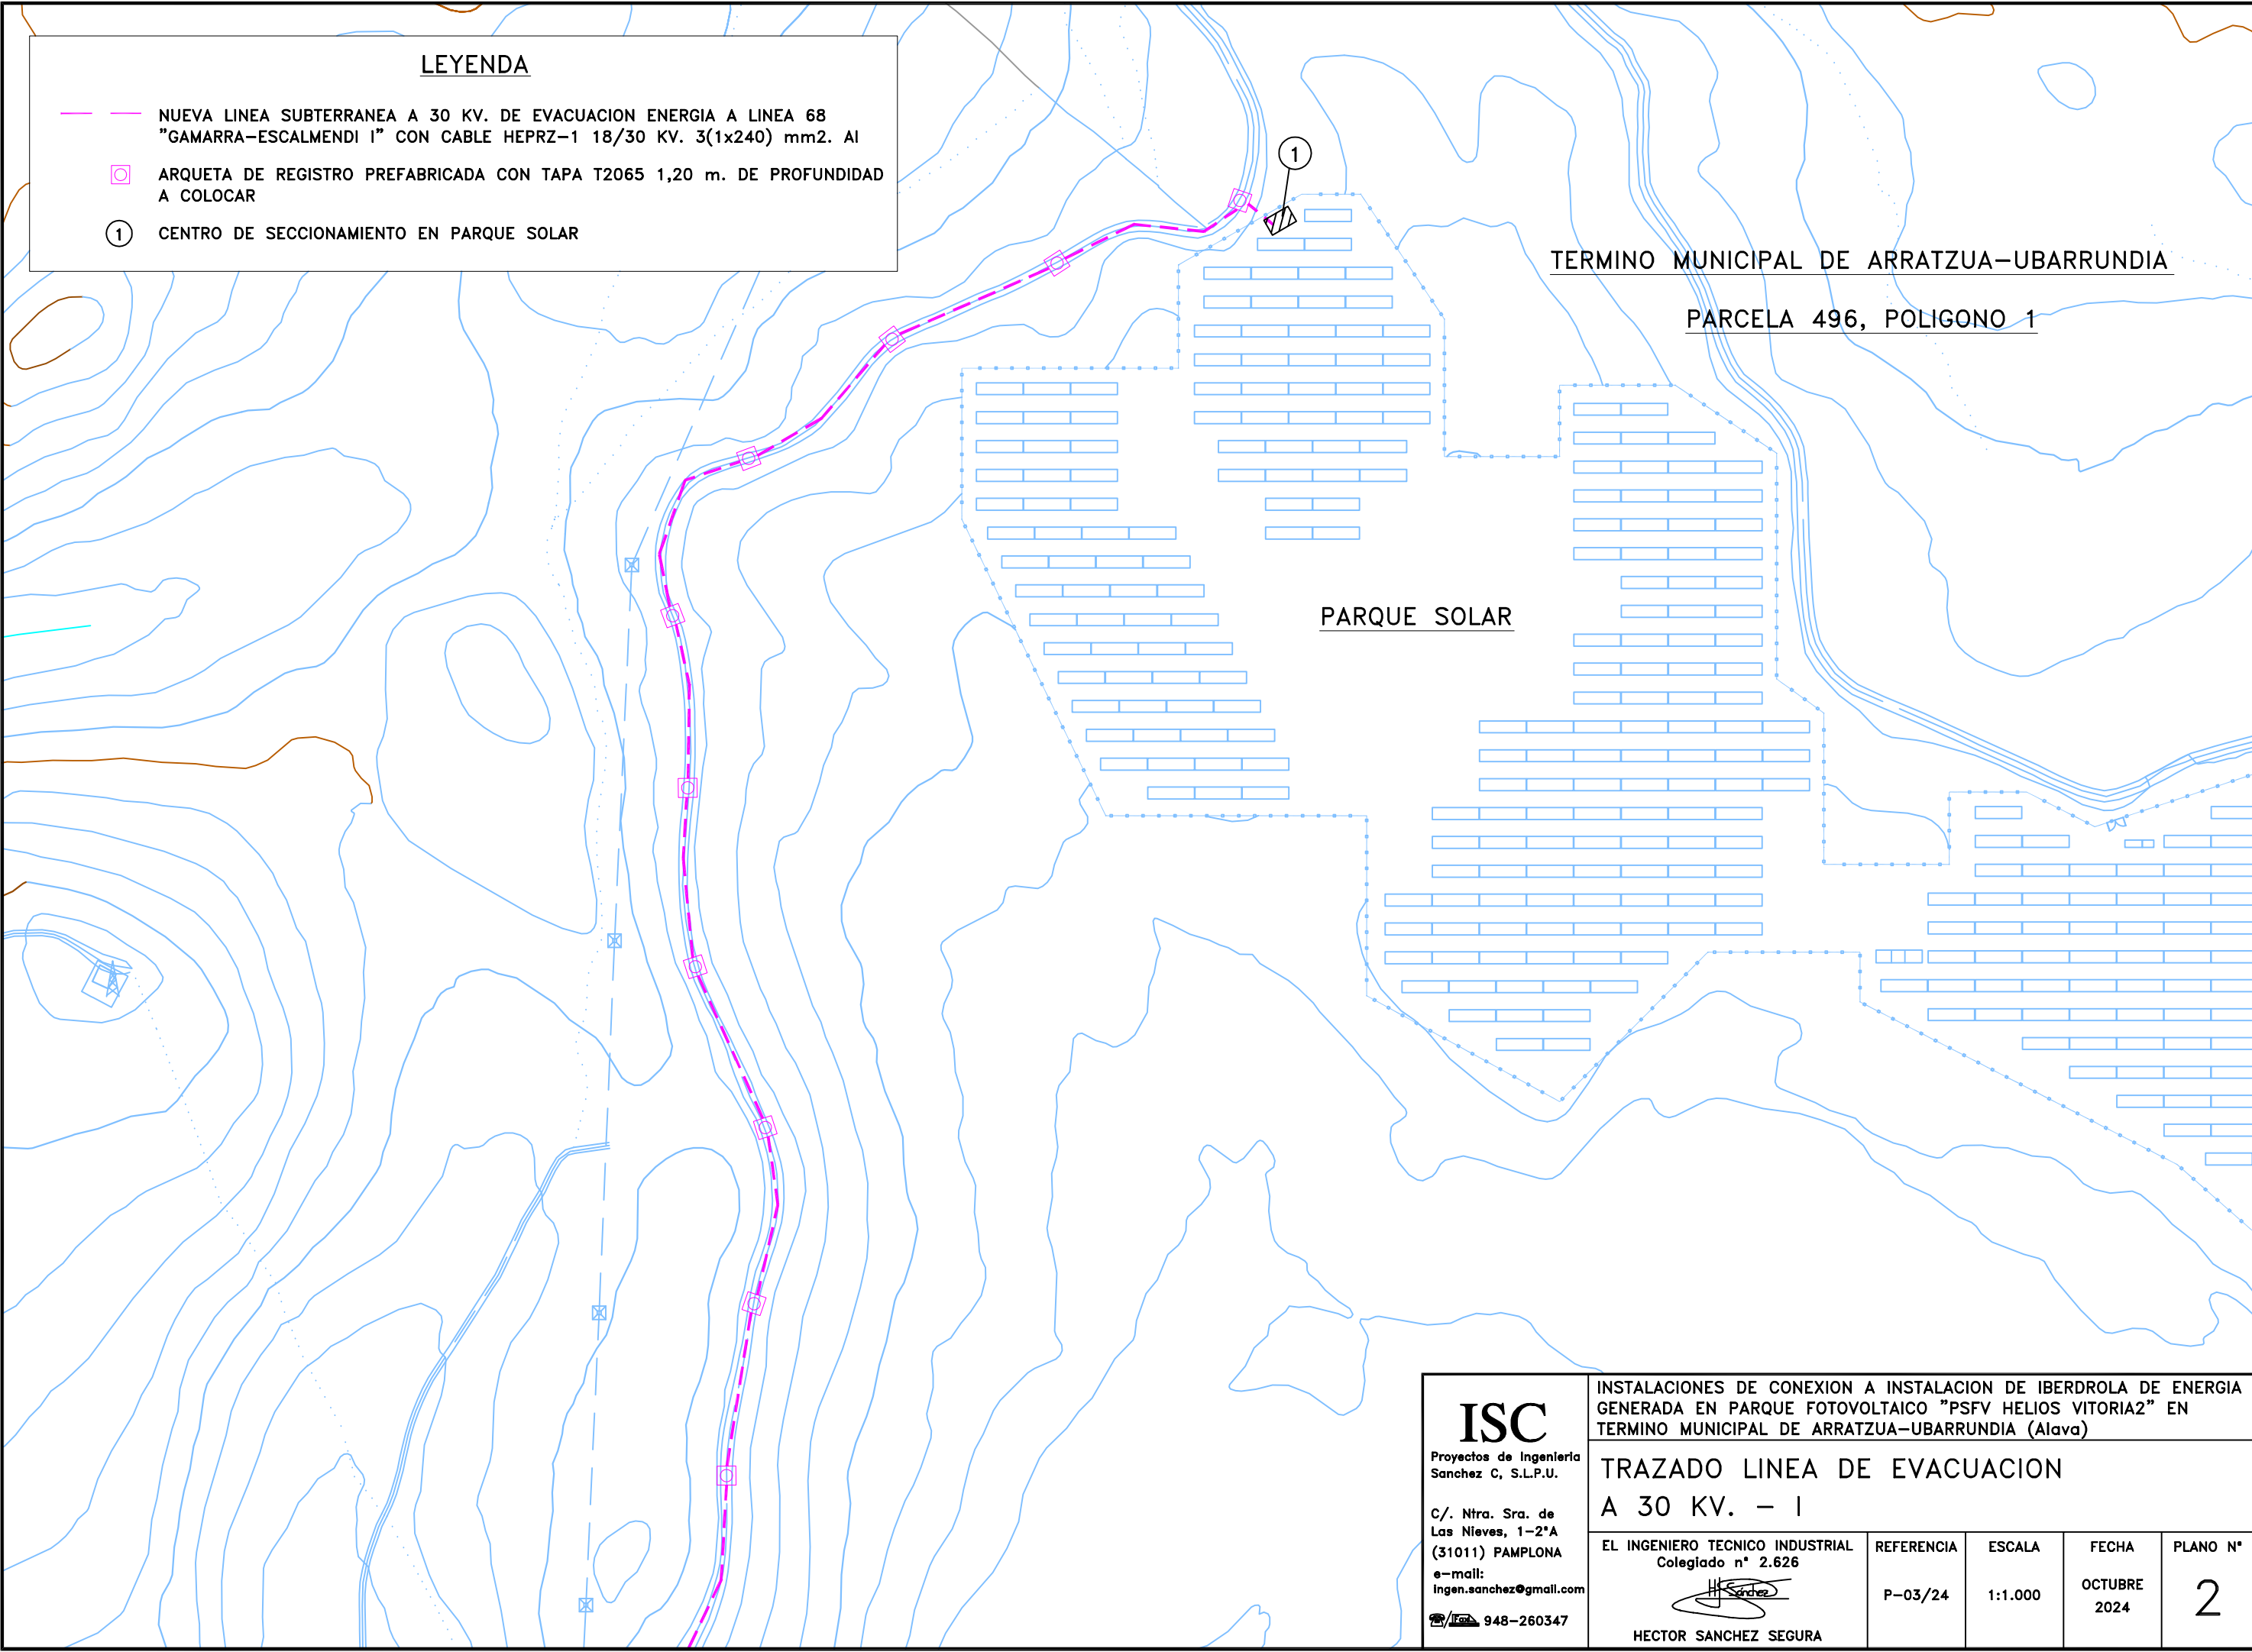 LEYENDA
NUEVA LINEA SUBTERRANEA A 30 KV. DE EVACUACION ENERGIA A LINEA 68
"GAMARRA-ESCALMENDI I" CON CABLE HEPRZ-1 18/30 KV. 3(1x240) mm2. Al
ARQUETA DE REGISTRO PREFABRICADA CON TAPA T2065 1,20 m. DE PROFUNDIDAD
A COLOCAR
1 CENTRO DE SECCIONAMIENTO EN PARQUE SOLAR
1
TERMINO MUNICIPAL DE ARRATZUA-UBARRUNDIA
PARCELA 496, POLIGONO 1
PARQUE SOLAR
ISC
Proyectos de Ingenieria
Sanchez C, S.L.P.U.
C/. Ntra. Sra. de
Las Nieves, 1-2ºA
(31011) PAMPLONA
e-mail:
ingen.sanchez@gmail.com
Fax 948-260347
INSTALACIONES DE CONEXION A INSTALACION DE IBERDROLA DE ENERGIA
GENERADA EN PARQUE FOTOVOLTAICO "PSFV HELIOS VITORIA2" EN
TERMINO MUNICIPAL DE ARRATZUA-UBARRUNDIA (Alava)
TRAZADO LINEA DE EVACUACION
A 30 KV. - I
EL INGENIERO TECNICO INDUSTRIAL
Colegiado nº 2.626
HJSanchez
HECTOR SANCHEZ SEGURA
REFERENCIA
P-03/24
ESCALA
1:1.000
FECHA
OCTUBRE
2024
PLANO Nº
2